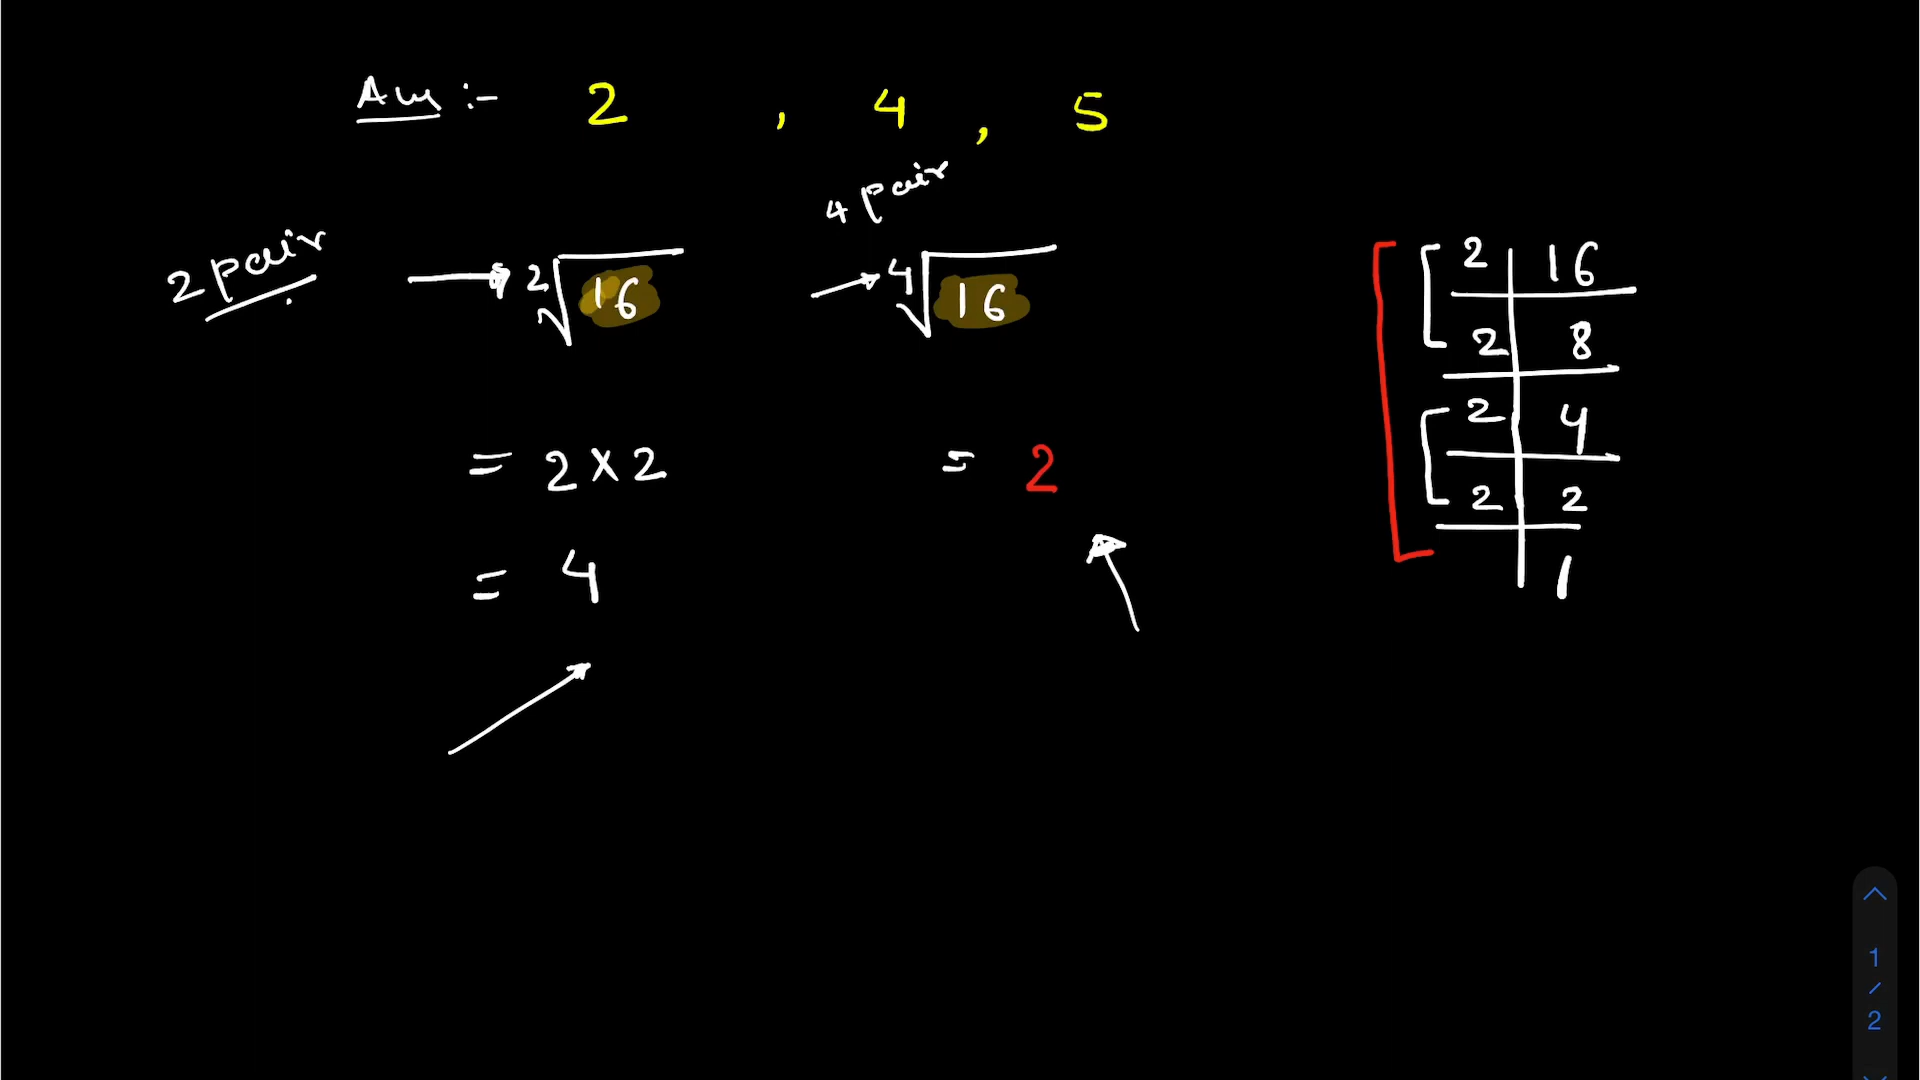 Ans :- 2 , 4 , 5
4 pair
2 pair
2√16 4√16
= 2 × 2 = 2
= 4
2 | 16
2 | 8
2 | 4
2 | 2
| 1
1
/
2